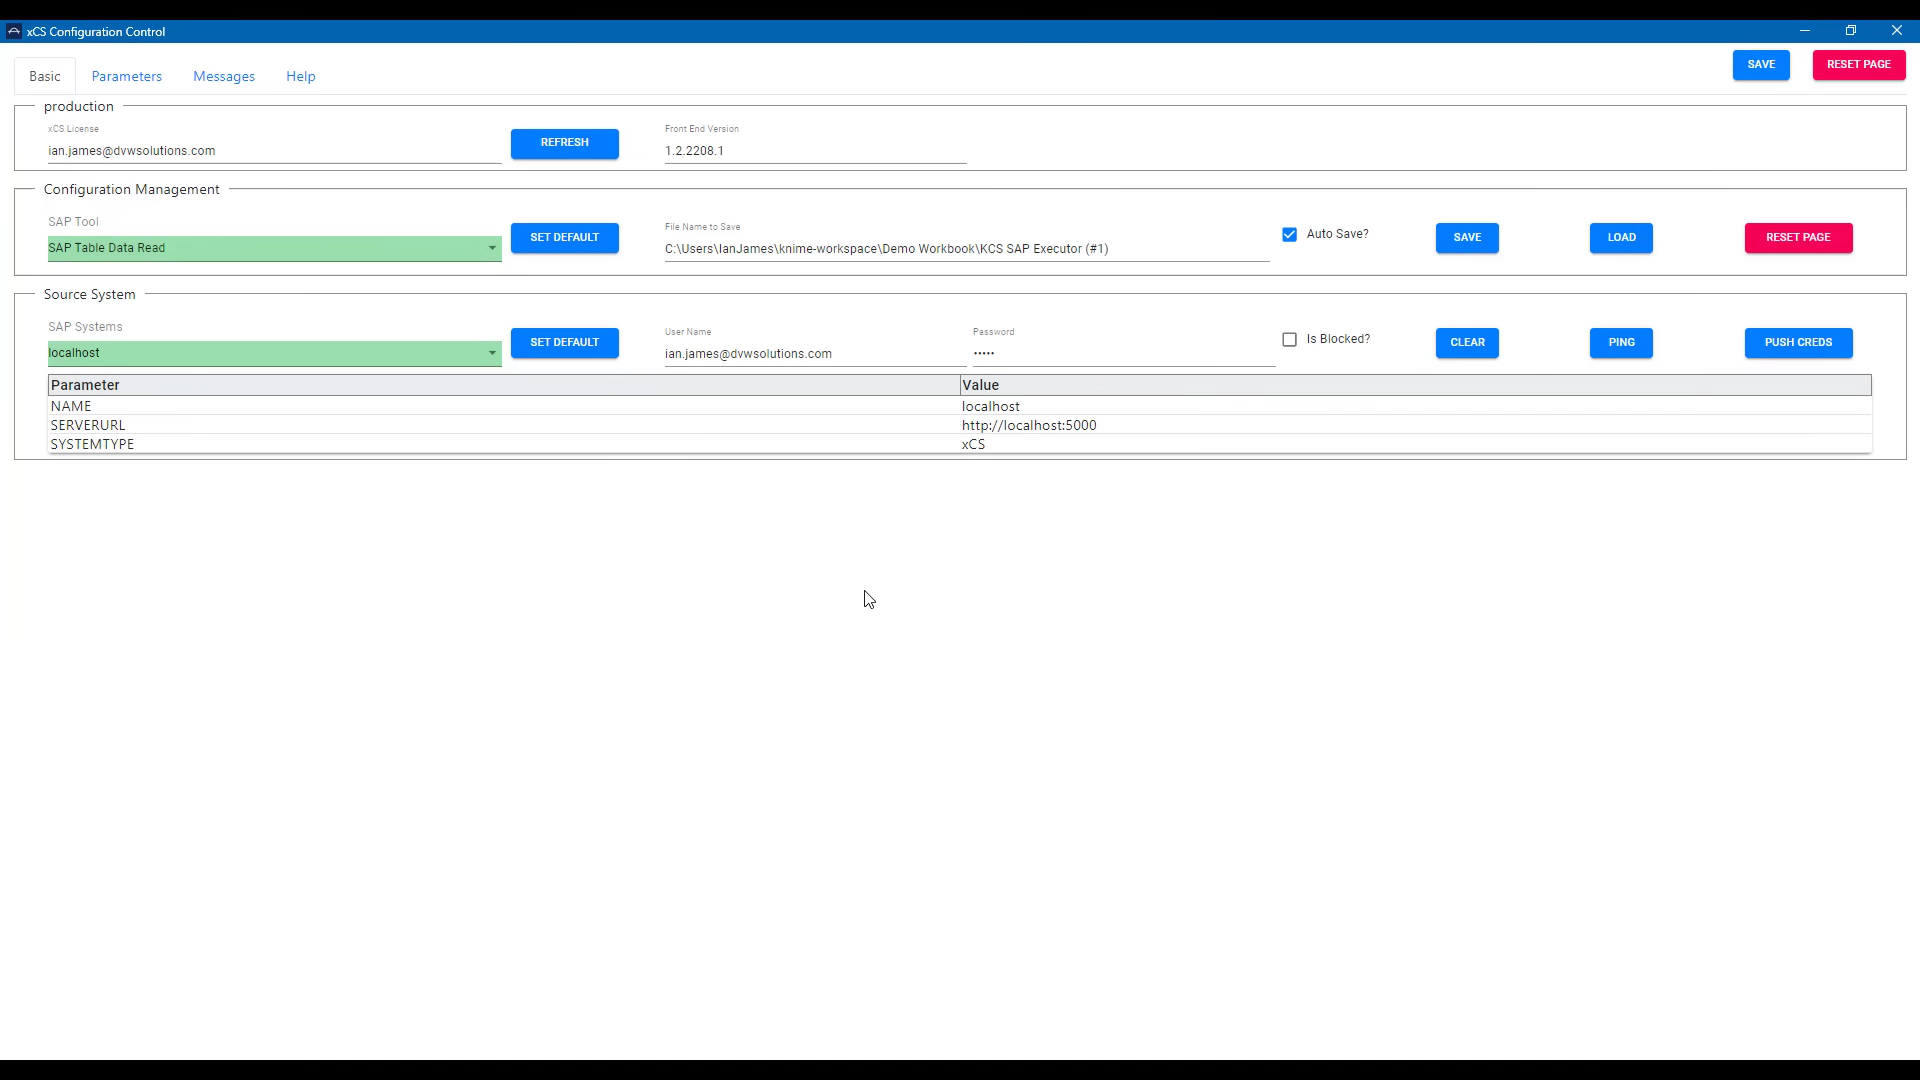 xCS Configuration Control
Basic Parameters Messages Help SAVE RESET PAGE
production
xCS License Front End Version
ian.james@dvwsolutions.com REFRESH 1.2.2208.1
Configuration Management
SAP Tool File Name to Save
SAP Table Data Read SET DEFAULT C:\Users\IanJames\knime-workspace\Demo Workbook\KCS SAP Executor (#1) Auto Save? SAVE LOAD RESET PAGE
Source System
SAP Systems User Name Password
localhost SET DEFAULT ian.james@dvwsolutions.com ••••• Is Blocked? CLEAR PING PUSH CREDS
Parameter Value
NAME localhost
SERVERURL http://localhost:5000
SYSTEMTYPE xCS